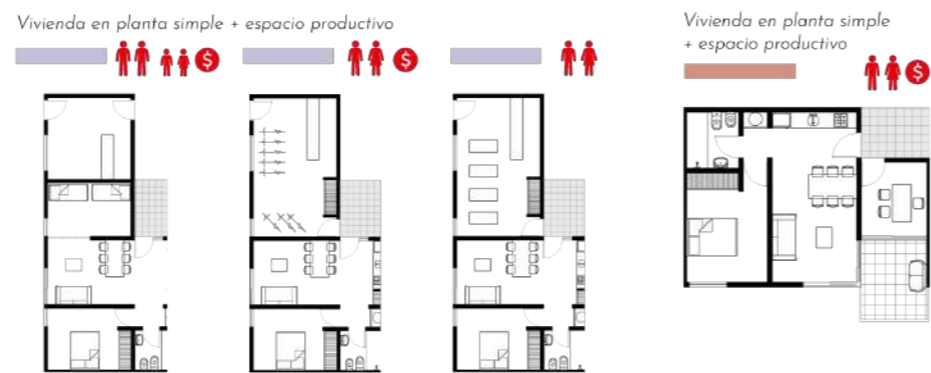 Vivienda en planta simple + espacio productivo
$
$
Vivienda en planta simple
+ espacio productivo
$